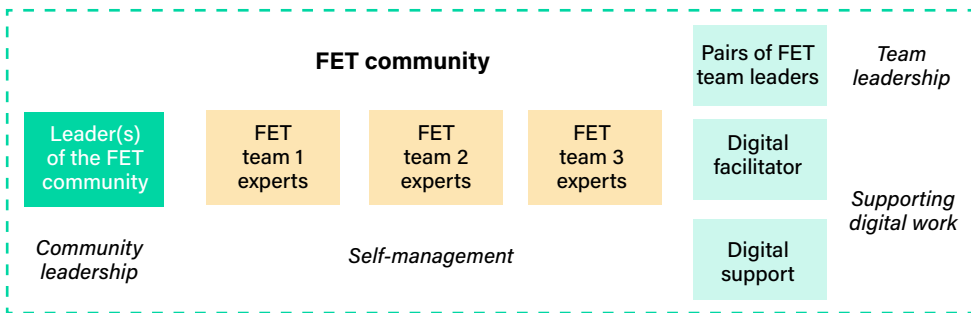 FET community
Leader(s)
of the FET
community
Community
leadership
FET
team 1
experts
FET
team 2
experts
FET
team 3
experts
Self-management
Pairs of FET
team leaders
Team
leadership
Digital
facilitator
Digital
support
Supporting
digital work